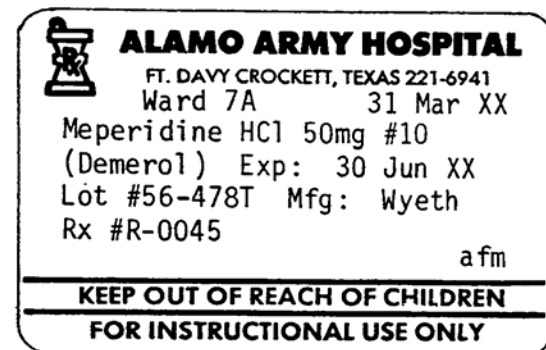 Rx
ALAMO ARMY HOSPITAL
FT. DAVY CROCKETT, TEXAS 221-6941
Ward 7A 31 Mar XX
Meperidine HCl 50mg #10
(Demerol) Exp: 30 Jun XX
Lot #56-478T Mfg: Wyeth
Rx #R-0045
afm
KEEP OUT OF REACH OF CHILDREN
FOR INSTRUCTIONAL USE ONLY